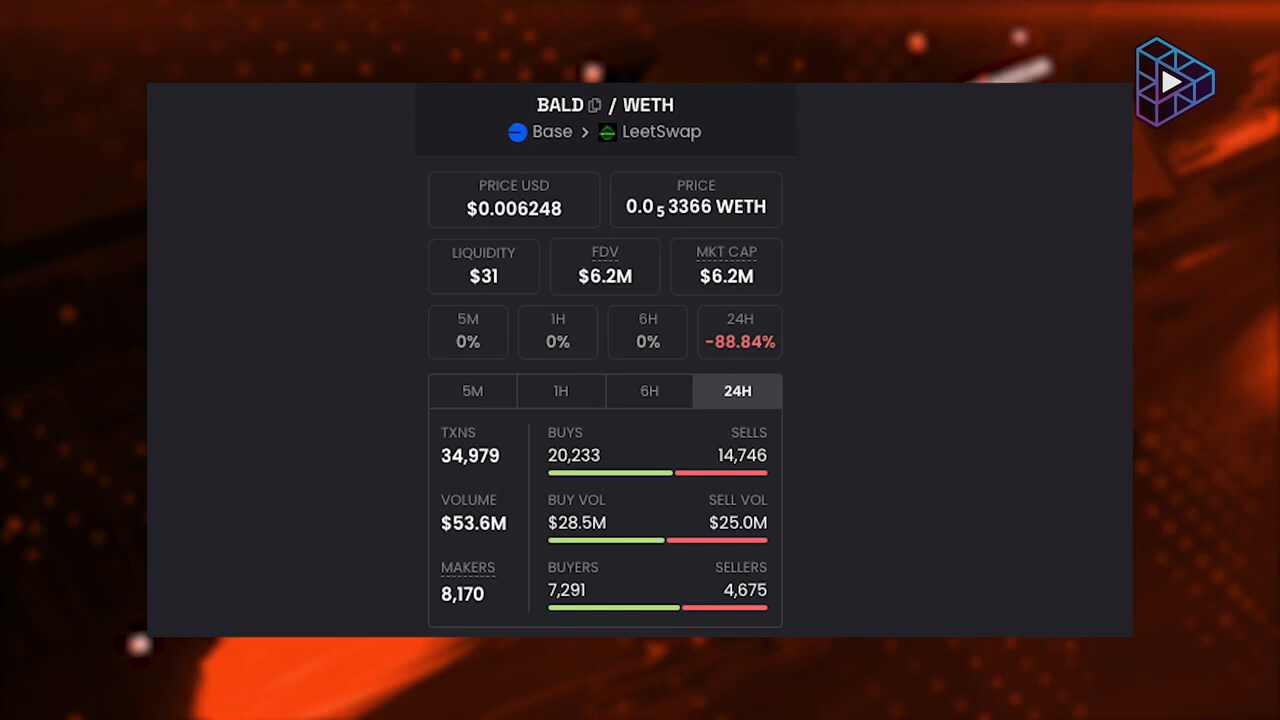 BALD / WETH
Base > LeetSwap
PRICE USD
$0.006248
PRICE
0.0₅3366 WETH
LIQUIDITY
$31
FDV
$6.2M
MKT CAP
$6.2M
5M
0%
1H
0%
6H
0%
24H
-88.84%
5M 1H 6H 24H
TXNS
34,979
BUYS SELLS
20,233 14,746
VOLUME
$53.6M
BUY VOL SELL VOL
$28.5M $25.0M
MAKERS
8,170
BUYERS SELLERS
7,291 4,675